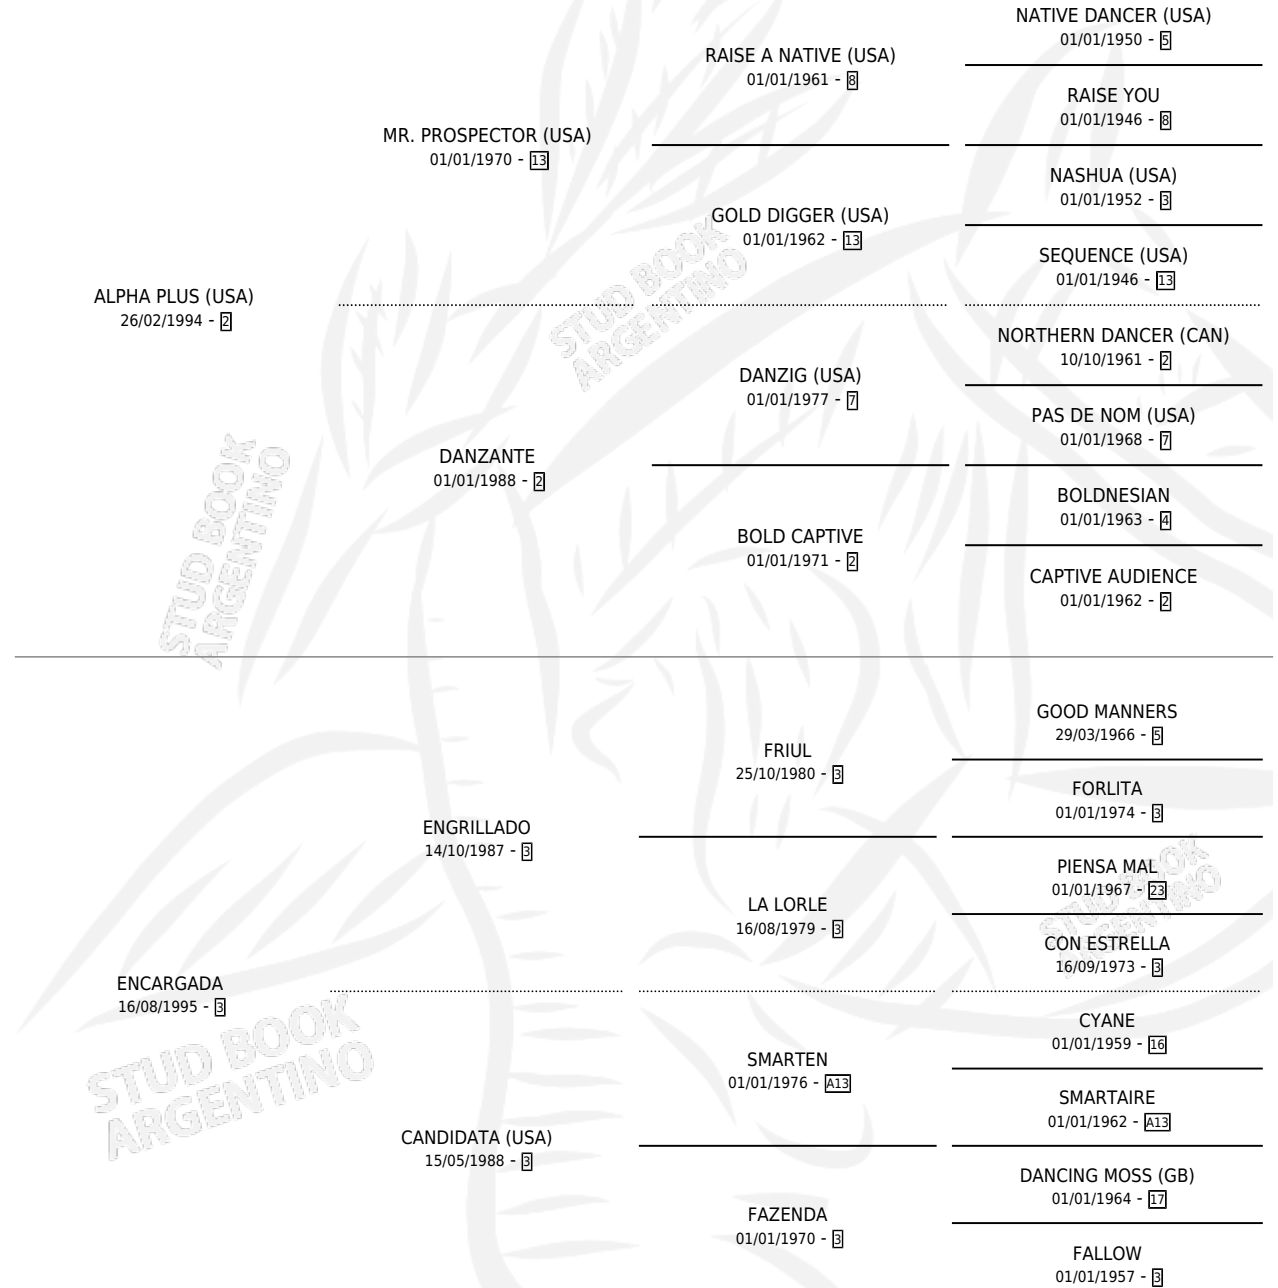 NATIVE DANCER (USA)
01/01/1950 - 5
RAISE A NATIVE (USA)
01/01/1961 - 8
RAISE YOU
01/01/1946 - 8
MR. PROSPECTOR (USA)
01/01/1970 - 13
NASHUA (USA)
01/01/1952 - 3
GOLD DIGGER (USA)
01/01/1962 - 13
SEQUENCE (USA)
01/01/1946 - 13
ALPHA PLUS (USA)
26/02/1994 - 2
STUD BOOK
ARGENTINO
NORTHERN DANCER (CAN)
10/10/1961 - 2
DANZIG (USA)
01/01/1977 - 7
PAS DE NOM (USA)
01/01/1968 - 7
DANZANTE
01/01/1988 - 2
BOLDNESIAN
01/01/1963 - 4
BOLD CAPTIVE
01/01/1971 - 2
CAPTIVE AUDIENCE
01/01/1962 - 2
STUD BOOK
ARGENTINO
GOOD MANNERS
29/03/1966 - 5
FRIUL
25/10/1980 - 3
FORLITA
01/01/1974 - 3
ENGRILLADO
14/10/1987 - 3
PIENSA MAL
01/01/1967 - 23
LA LORLE
16/08/1979 - 3
CON ESTRELLA
16/09/1973 - 3
STUD BOOK
ARGENTINO
ENCARGADA
16/08/1995 - 3
CYANE
01/01/1959 - 16
SMARTEN
01/01/1976 - A13
SMARTAIRE
01/01/1962 - A13
STUD BOOK
ARGENTINO
CANDIDATA (USA)
15/05/1988 - 3
DANCING MOSS (GB)
01/01/1964 - 17
FAZENDA
01/01/1970 - 3
FALLOW
01/01/1957 - 3